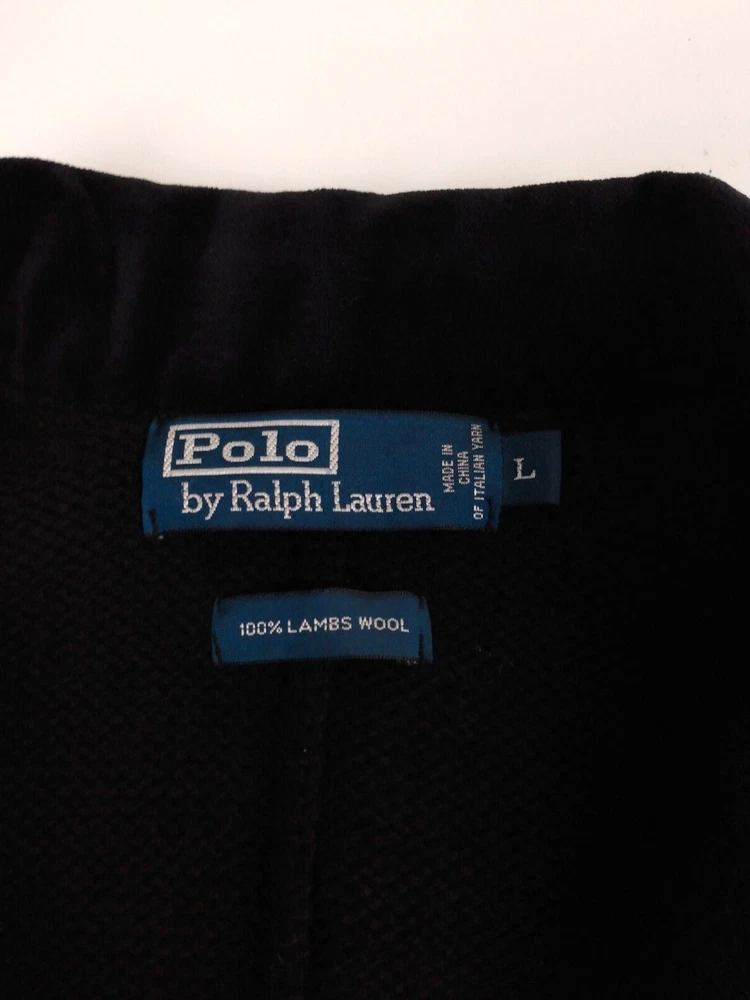 Polo
by Ralph Lauren
MADE IN
CHINA
OF ITALIAN YARN
L
100% LAMBS WOOL